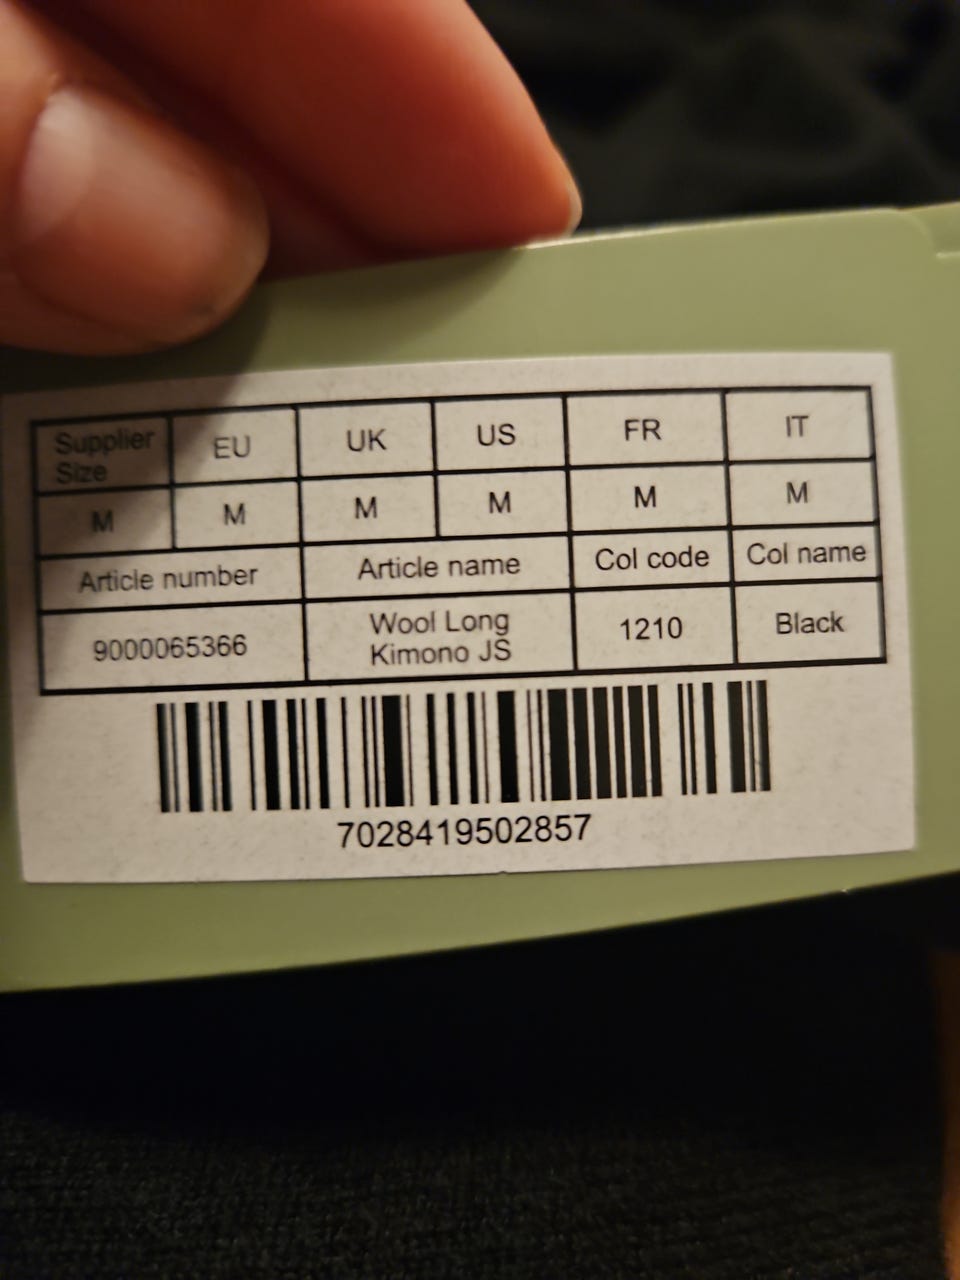 Supplier Size EU UK US FR IT
M M M M M M
Article number Article name Col code Col name
9000065366 Wool Long Kimono JS 1210 Black
7028419502857